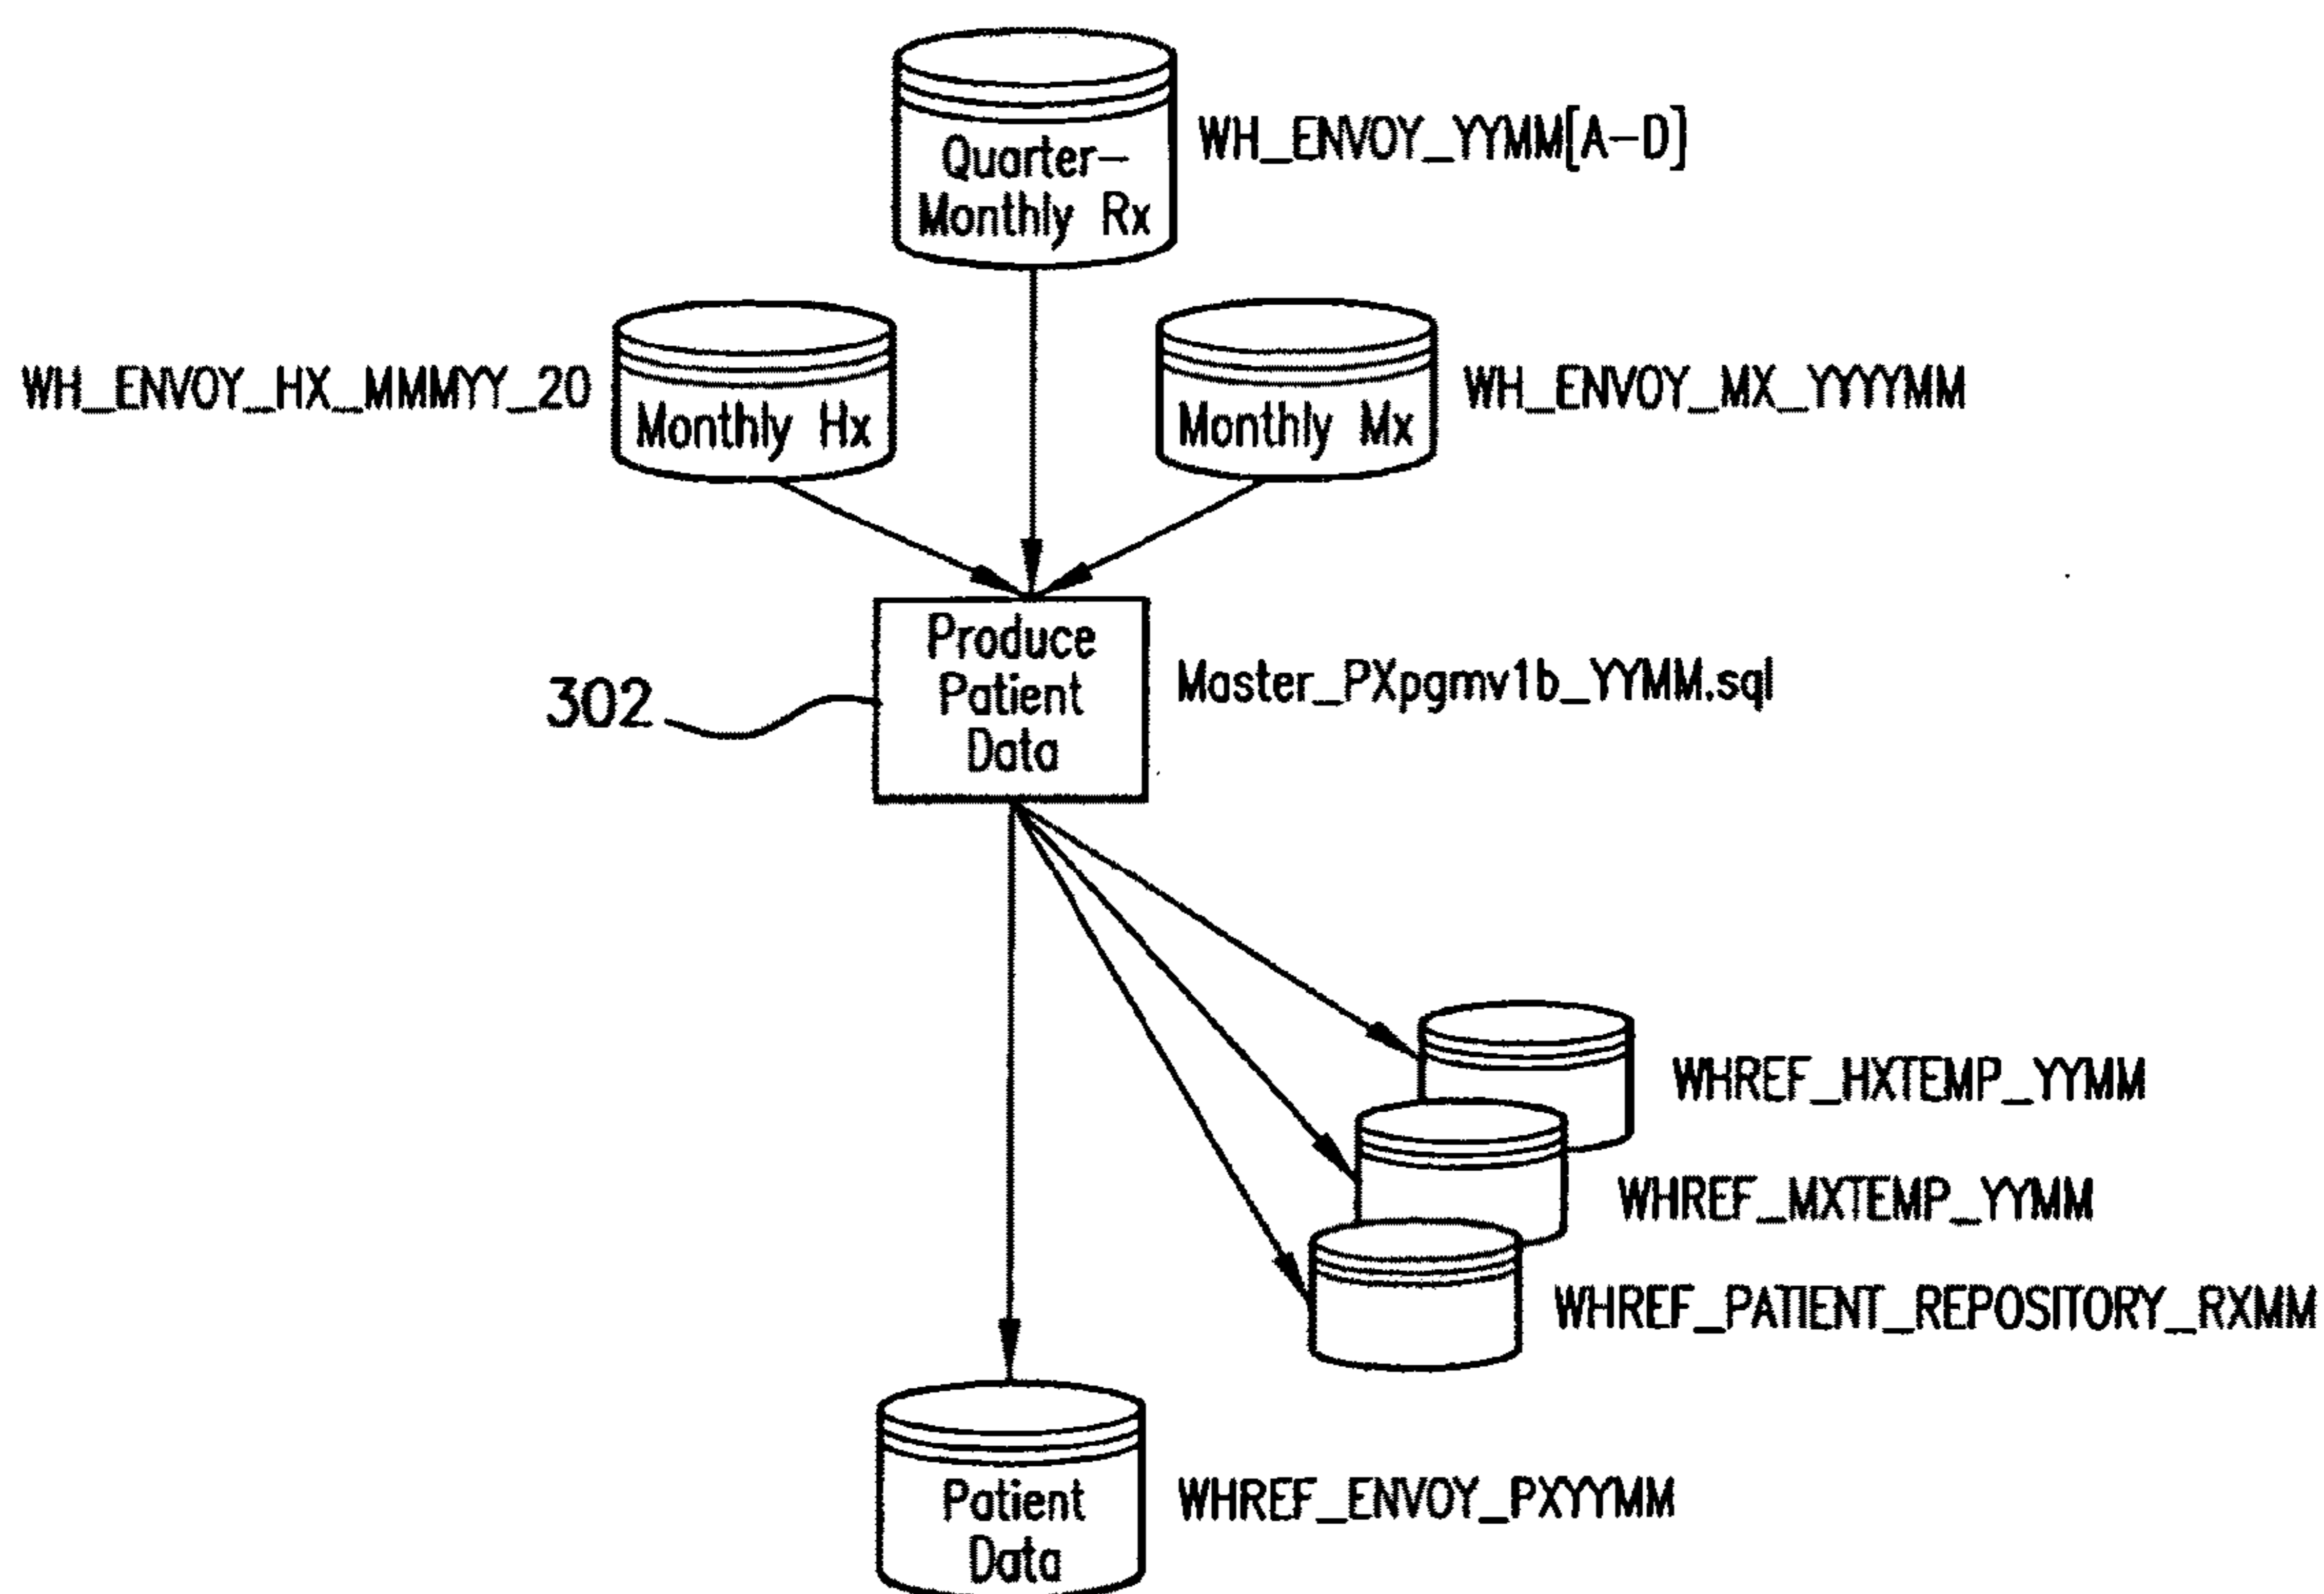 WH_ENVOY_YYMM[A-D]
Quarter-
Monthly Rx
WH_ENVOY_HX_MMMYY_20
Monthly Hx
Monthly Mx
WH_ENVOY_MX_YYYYMM
Produce
Patient
Data
302
Master_PXpgmv1b_YYMM.sql
WHREF_HXTEMP_YYMM
WHREF_MXTEMP_YYMM
WHREF_PATIENT_REPOSITORY_RXMM
Patient
Data
WHREF_ENVOY_PXYYMM